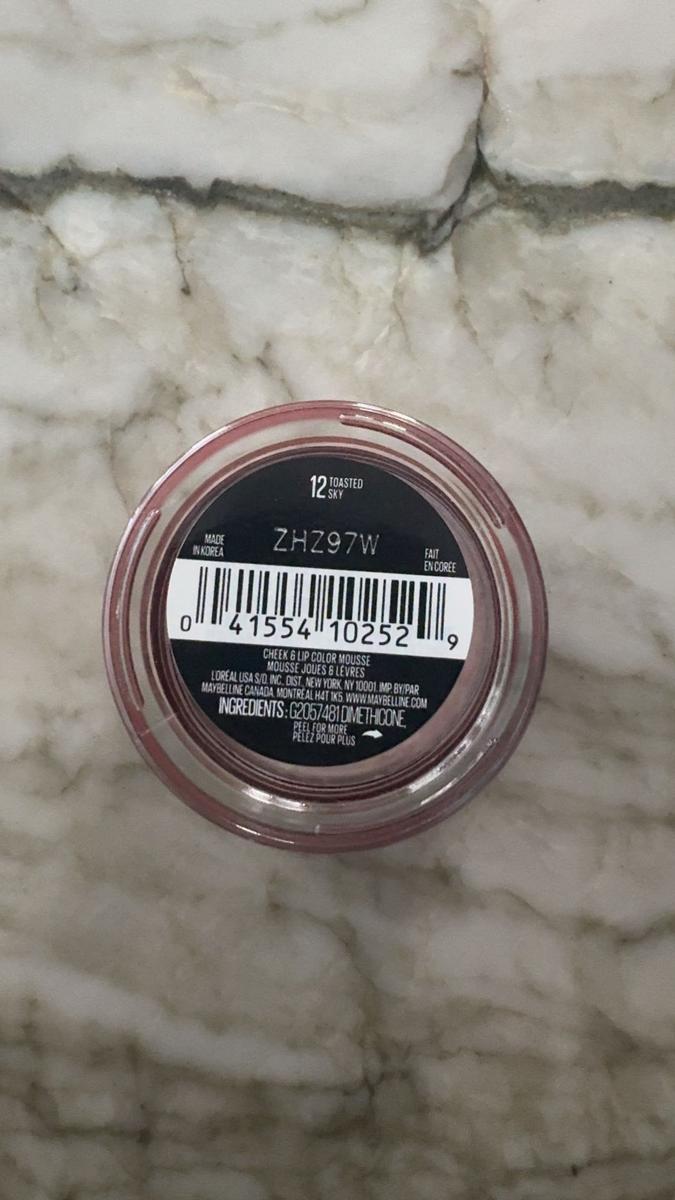 12 TOASTED
SKY
ZHZ97W
MADE
IN KOREA
FAIT
EN CORÉE
0 41554 10252 9
CHEEK & LIP COLOR MOUSSE
MOUSSE JOUES & LÈVRES
L'ORÉAL USA S/D, INC., DIST., NEW YORK, NY 10001. IMP. BY/PAR
MAYBELLINE CANADA, MONTRÉAL H4T 1K5. WWW.MAYBELLINE.COM
INGREDIENTS: G2057481 DIMETHICONE,
PEEL FOR MORE
PELEZ POUR PLUS